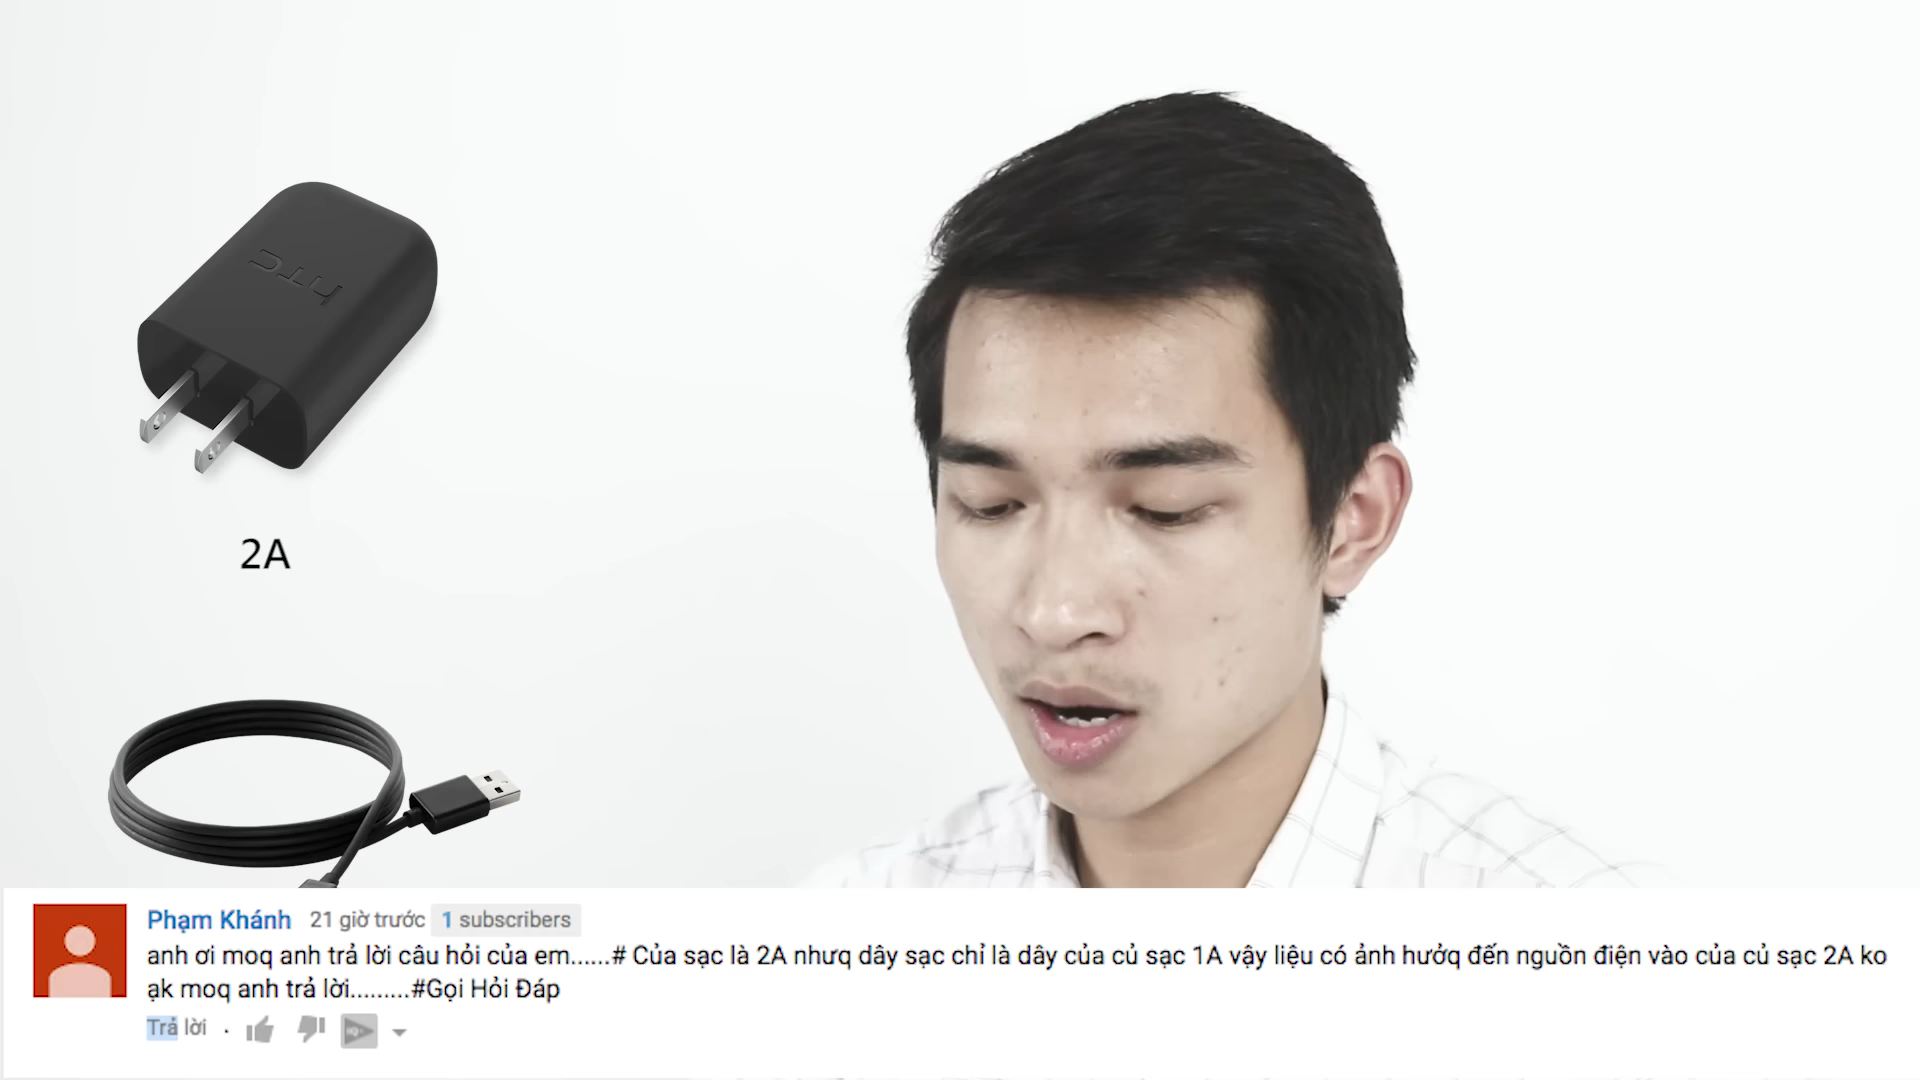 hTC
2A
Phạm Khánh 21 giờ trước 1 subscribers
anh ơi moq anh trả lời câu hỏi của em......# Của sạc là 2A nhưq dây sạc chỉ là dây của củ sạc 1A vậy liệu có ảnh hưởq đến nguồn điện vào của củ sạc 2A ko
ạk moq anh trả lời.........#Gọi Hỏi Đáp
Trả lời .